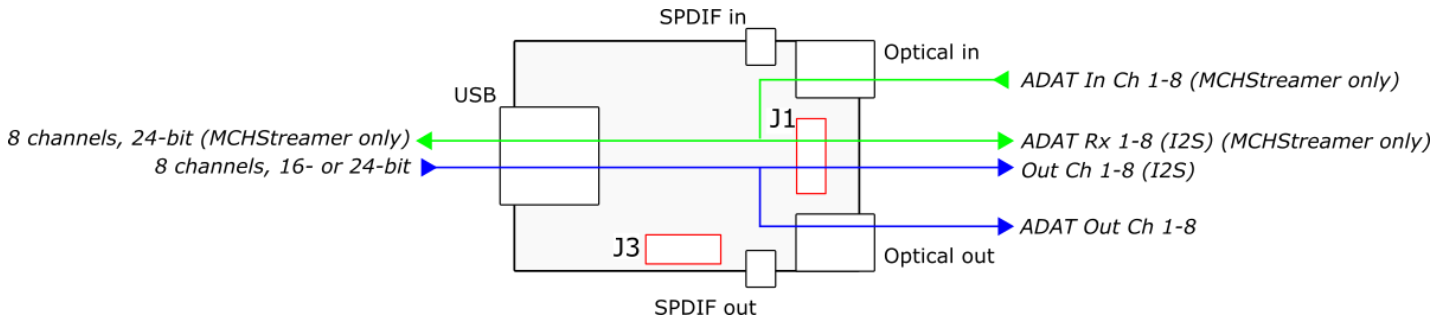 SPDIF in
Optical in
ADAT In Ch 1-8 (MCHStreamer only)
USB
J1
8 channels, 24-bit (MCHStreamer only)
ADAT Rx 1-8 (I2S) (MCHStreamer only)
8 channels, 16- or 24-bit
Out Ch 1-8 (I2S)
ADAT Out Ch 1-8
J3
Optical out
SPDIF out